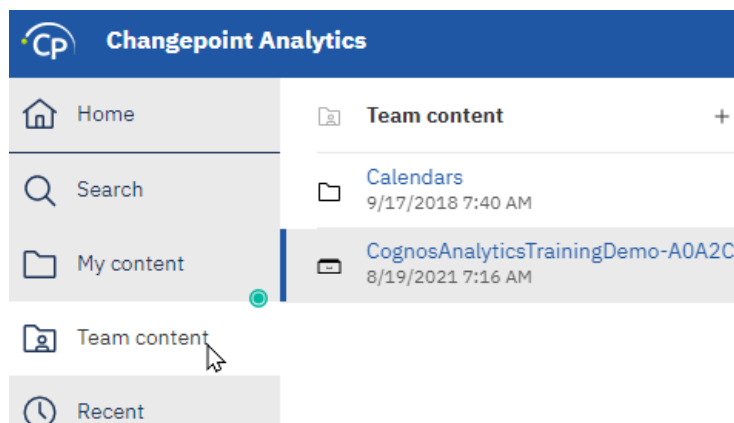 Cp Changepoint Analytics
Home
Search
My content
Team content
Recent
Team content +
Calendars
9/17/2018 7:40 AM
CognosAnalyticsTrainingDemo-A0A2C
8/19/2021 7:16 AM